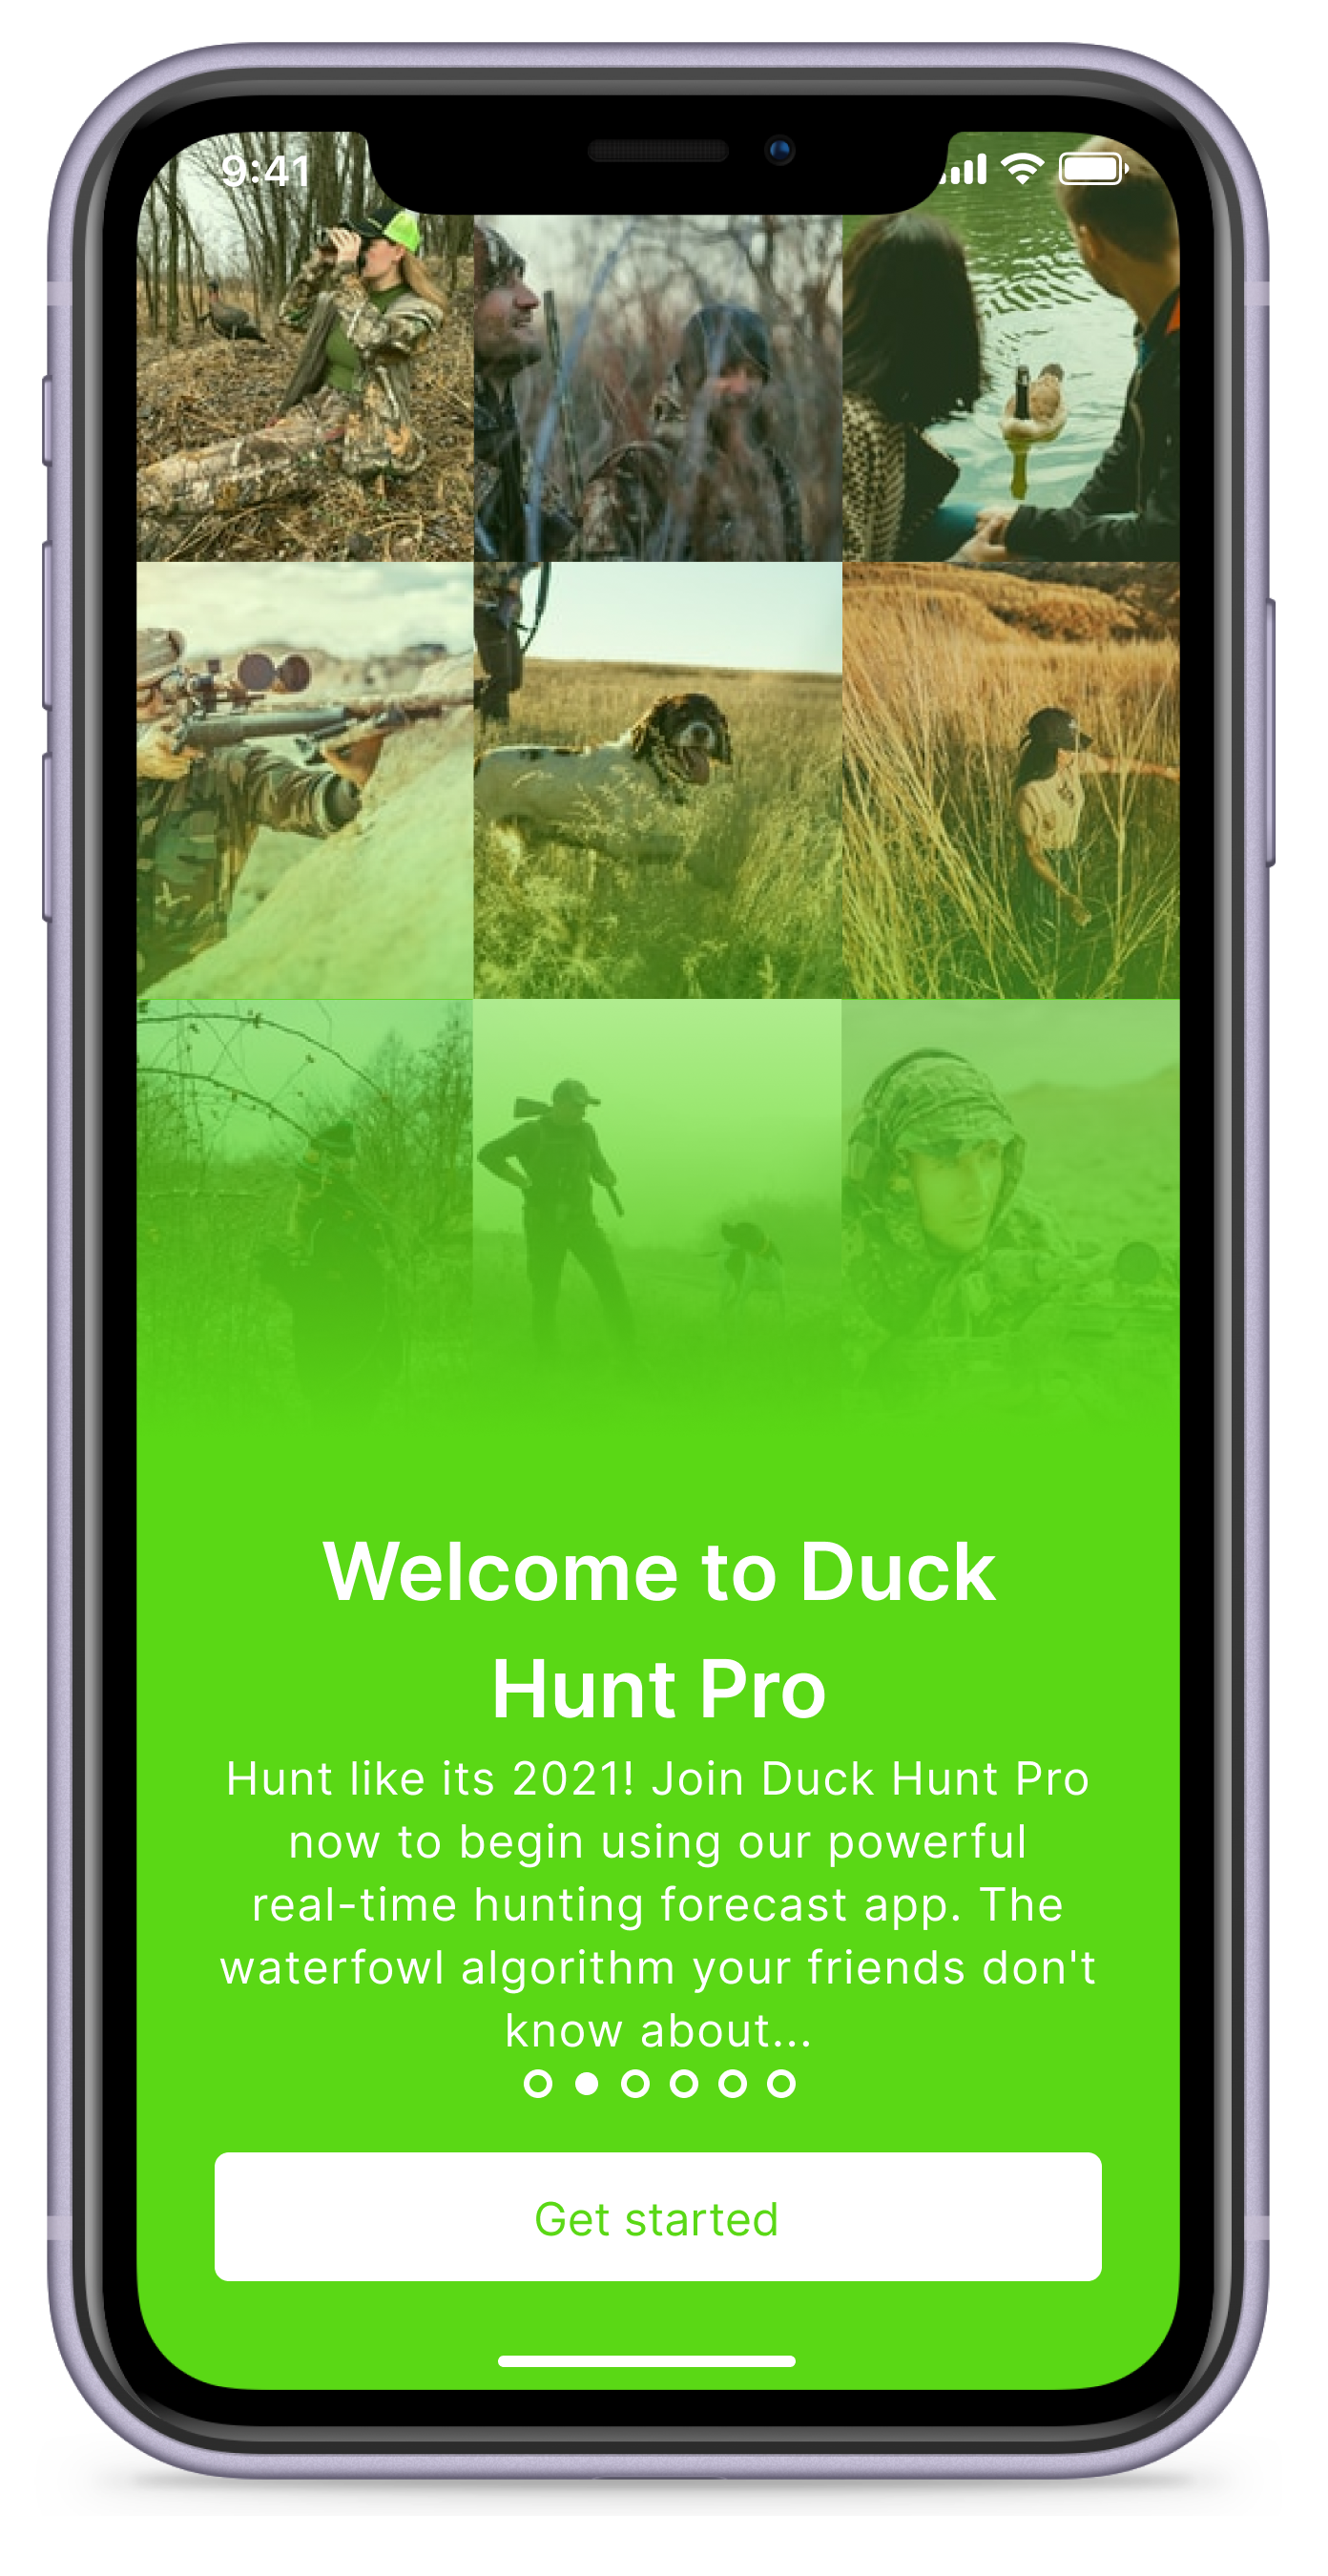 9:41
Welcome to Duck
Hunt Pro
Hunt like its 2021! Join Duck Hunt Pro
now to begin using our powerful
real-time hunting forecast app. The
waterfowl algorithm your friends don't
know about...
Get started